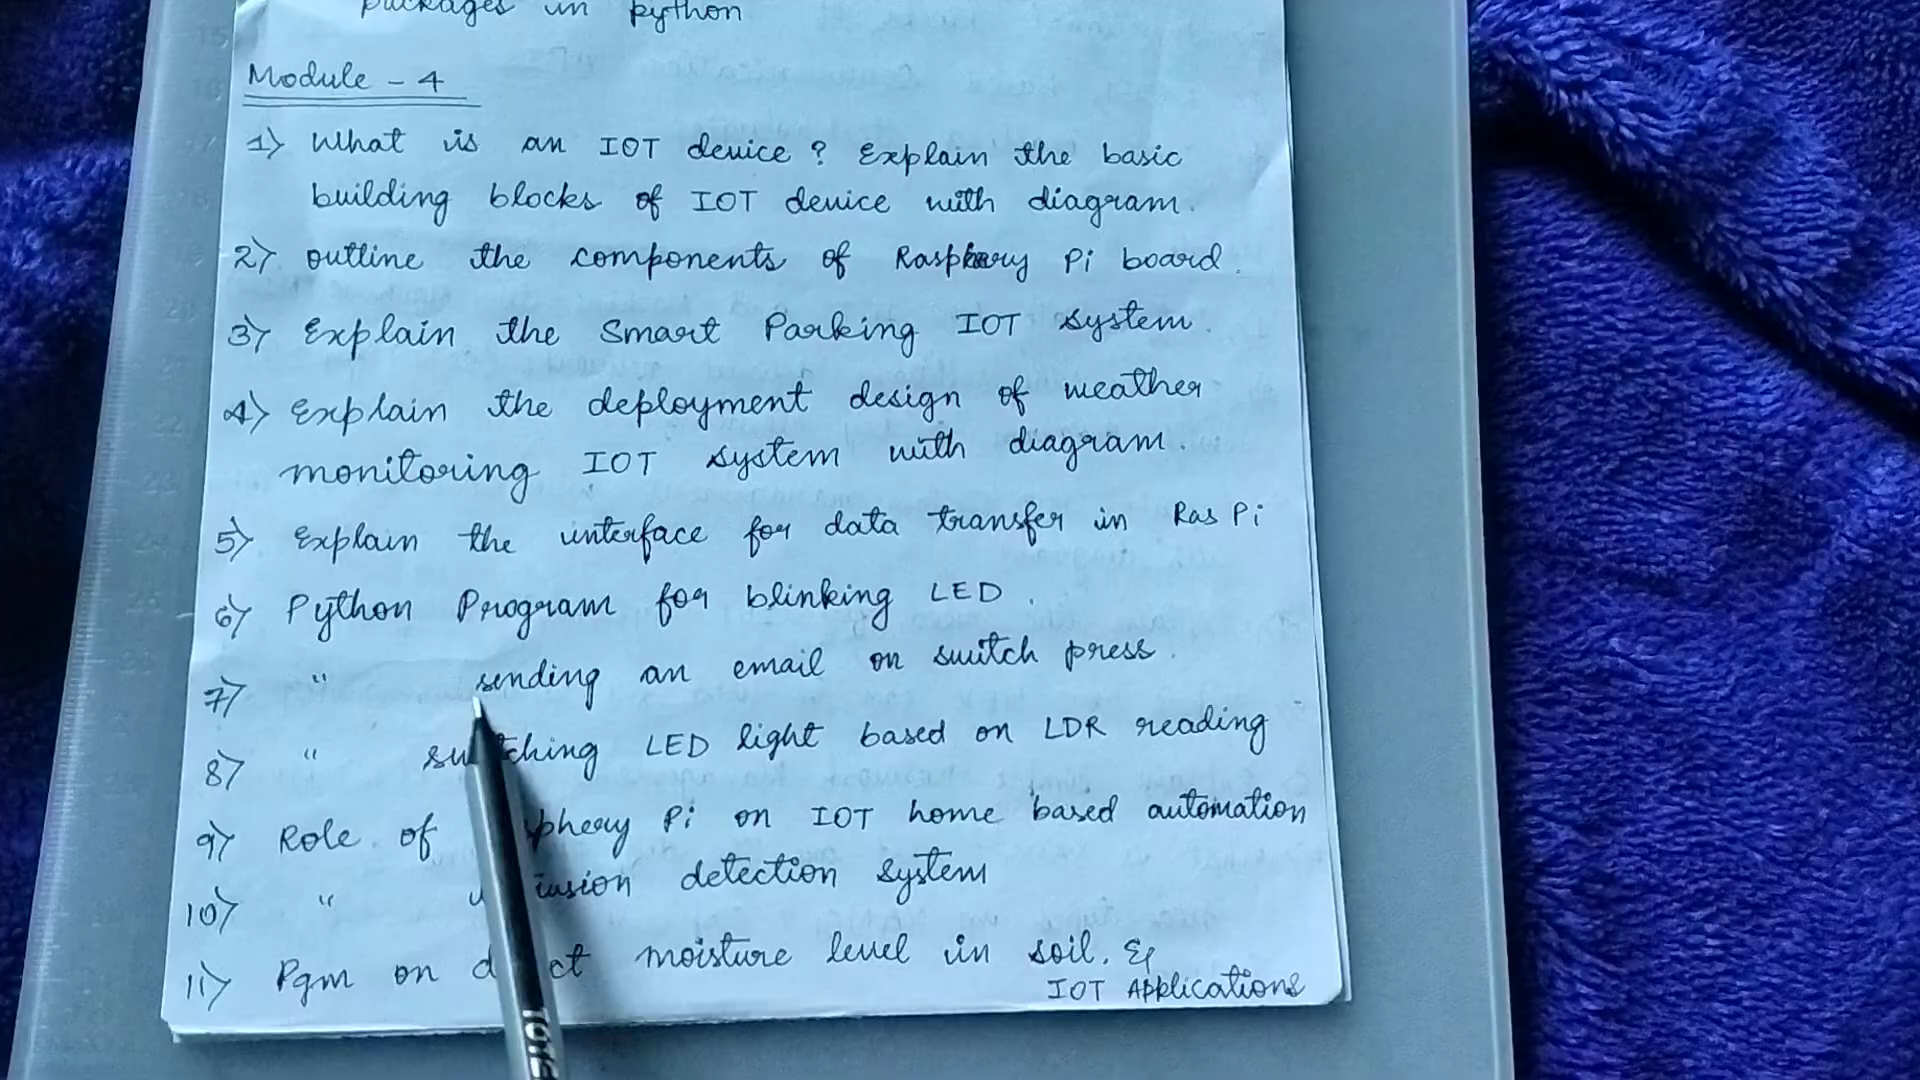 packages in python
Module - 4
1) What is an IOT device ? Explain the basic
building blocks of IOT device with diagram.
2) outline the components of Raspbery Pi board.
3) Explain the Smart Parking IOT system.
4) Explain the deployment design of weather
monitoring IOT system with diagram.
5) Explain the interface for data transfer in Ras Pi
6) Python Program for blinking LED.
7) " sending an email on switch press.
8) " switching LED light based on LDR reading
9) Role of Pi on IOT home based automation
10) " detection system
11) Pgm on moisture level in soil. &
IOT Applications